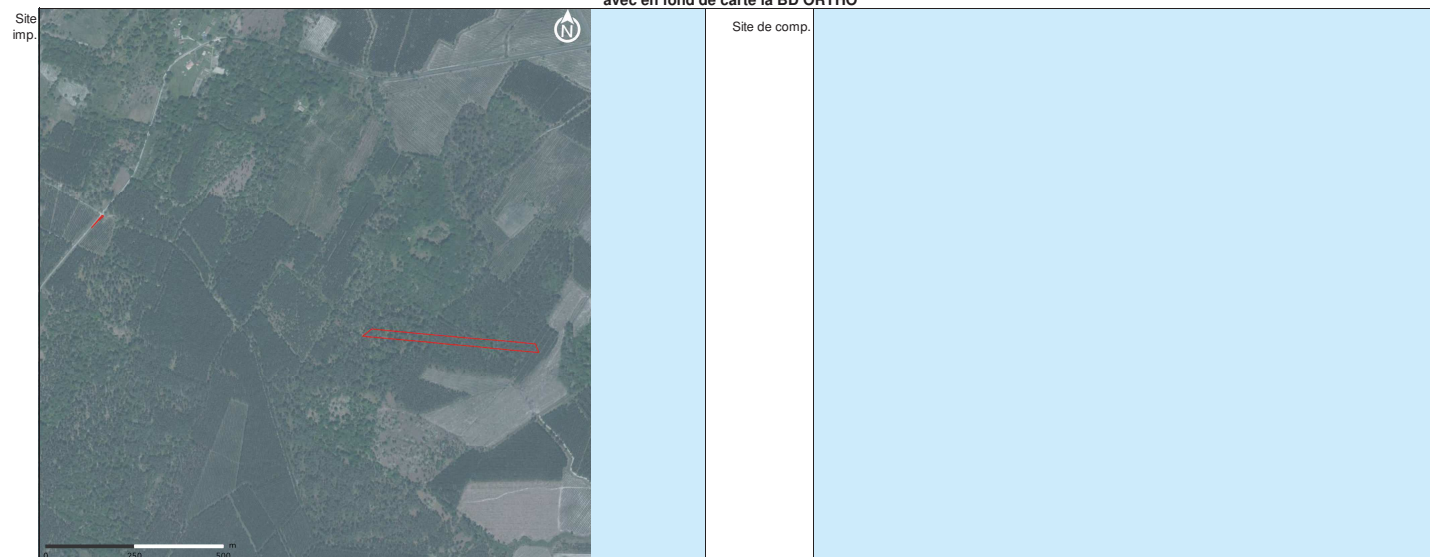 avec en fond de carte la BD ORTHO
Site
imp.
N
Site de comp.
m
0 250 500